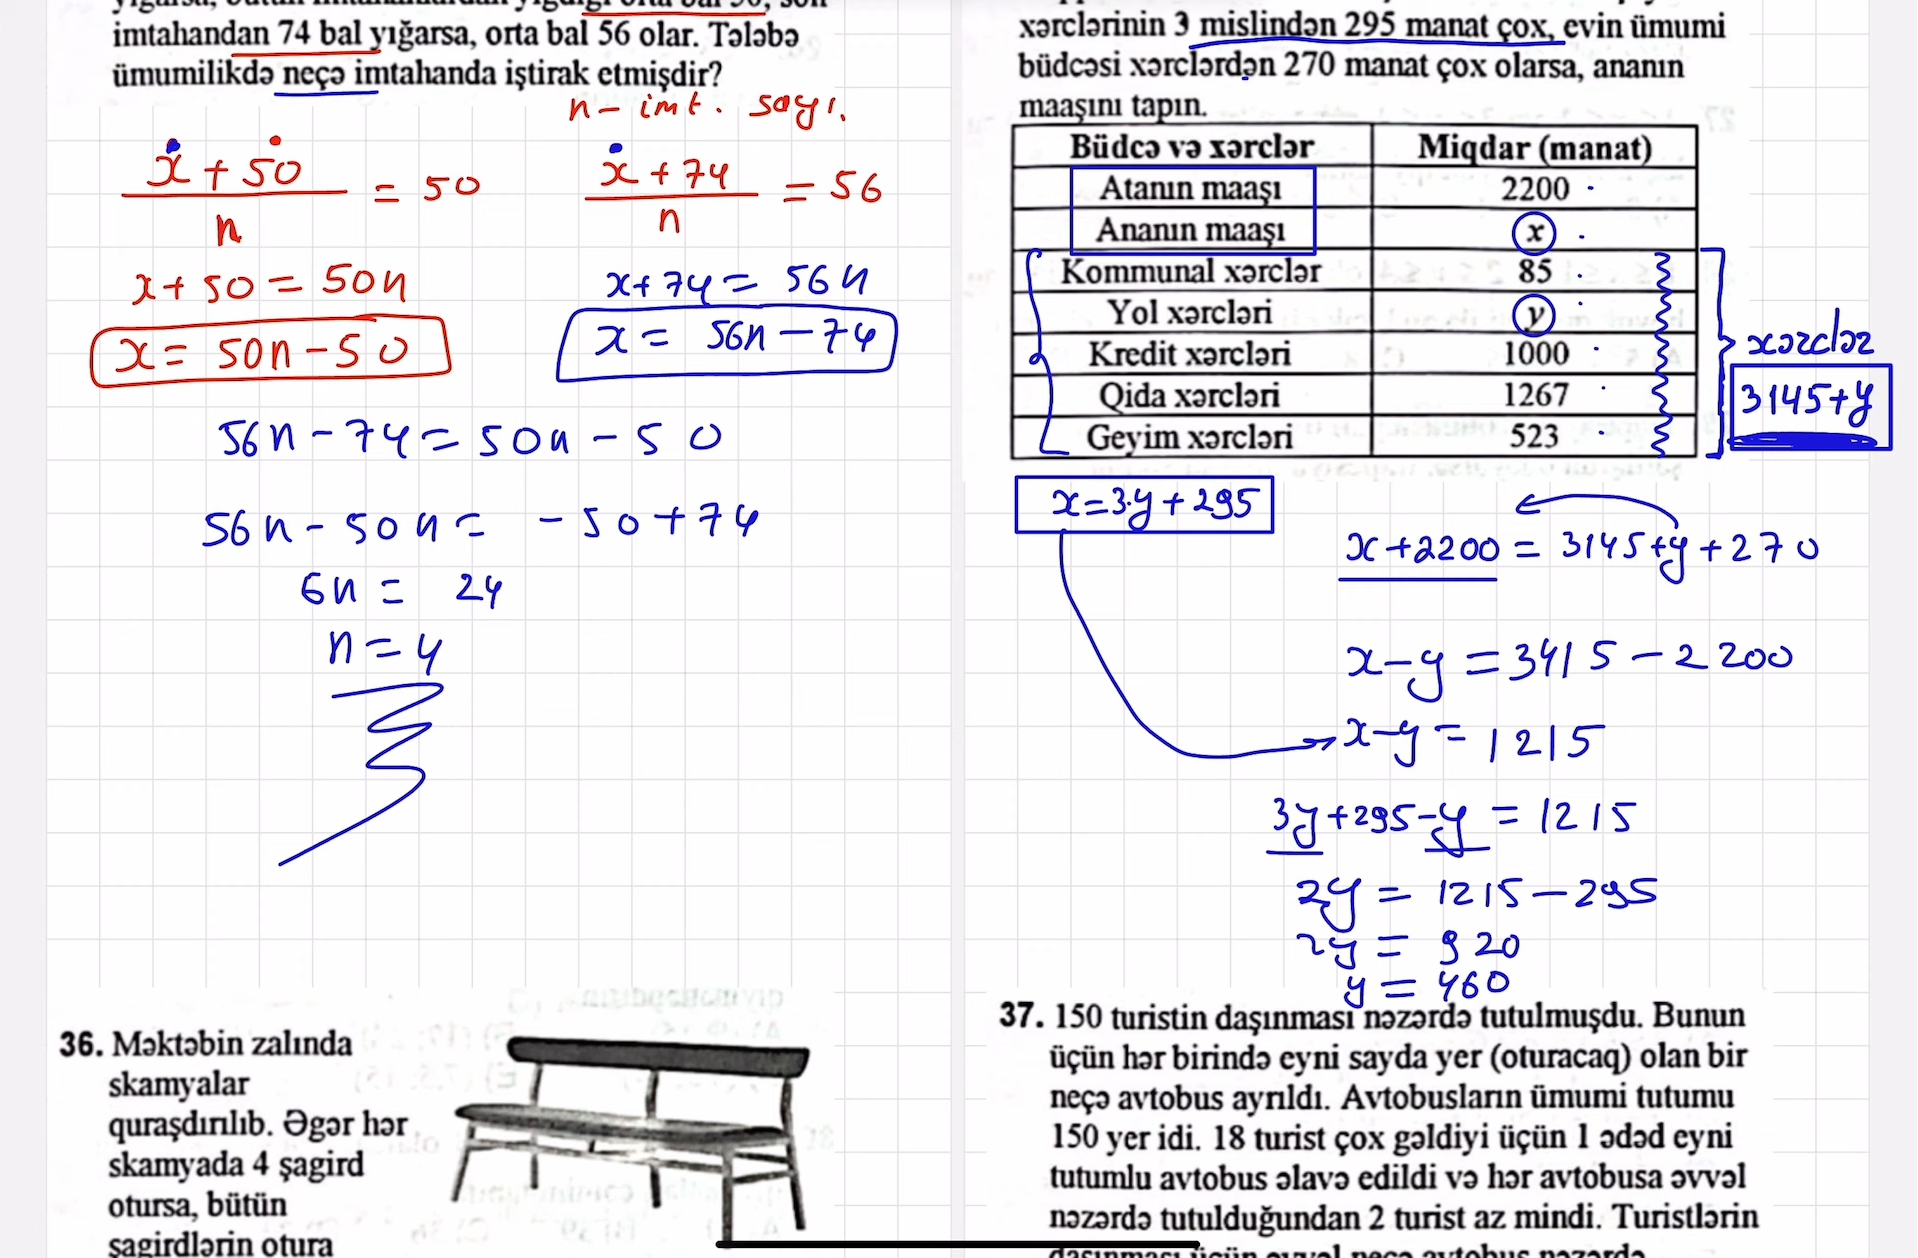 imtahandan 74 bal yığarsa, orta bal 56 olar. Tələbə
ümumilikdə neçə imtahanda iştirak etmişdir?
n – imt. sayı.
x + 50 / n = 50
x + 74 / n = 56
x + 50 = 50n
x + 74 = 56n
x = 50n – 50
x = 56n – 74
56n – 74 = 50n – 50
56n – 50n = – 50 + 74
6n = 24
n = 4
36. Məktəbin zalında
skamyalar
quraşdırılıb. Əgər hər
skamyada 4 şagird
otursa, bütün
şagirdlərin otura
xərclərinin 3 mislindən 295 manat çox, evin ümumi
büdcəsi xərclərdən 270 manat çox olarsa, ananın
maaşını tapın.
Büdcə və xərclər Miqdar (manat)
Atanın maaşı 2200
Ananın maaşı x
Kommunal xərclər 85
Yol xərcləri y
Kredit xərcləri 1000
Qida xərcləri 1267
Geyim xərcləri 523
xərclər
3145+y
x=3·y+295
x+2200 = 3145+y+270
x–y = 3415–2200
x–y = 1215
3y+295–y = 1215
2y = 1215–295
2y = 920
y = 460
37. 150 turistin daşınması nəzərdə tutulmuşdu. Bunun
üçün hər birində eyni sayda yer (oturacaq) olan bir
neçə avtobus ayrıldı. Avtobusların ümumi tutumu
150 yer idi. 18 turist çox gəldiyi üçün 1 ədəd eyni
tutumlu avtobus əlavə edildi və hər avtobusa əvvəl
nəzərdə tutulduğundan 2 turist az mindi. Turistlərin